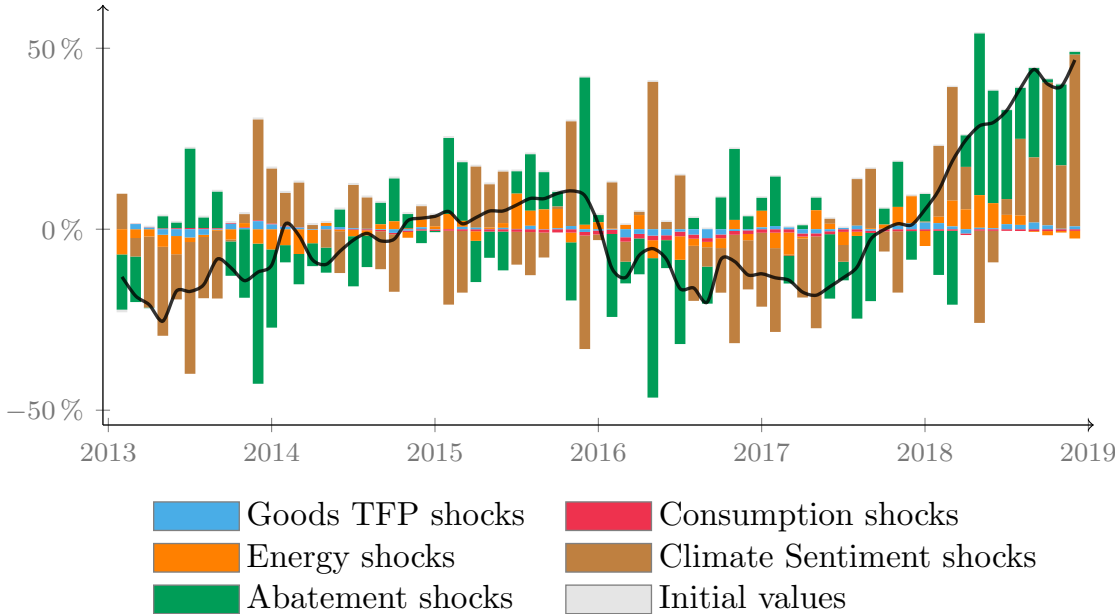 50 %
0 %
−50 %
2013 2014 2015 2016 2017 2018 2019
Goods TFP shocks Consumption shocks
Energy shocks Climate Sentiment shocks
Abatement shocks Initial values